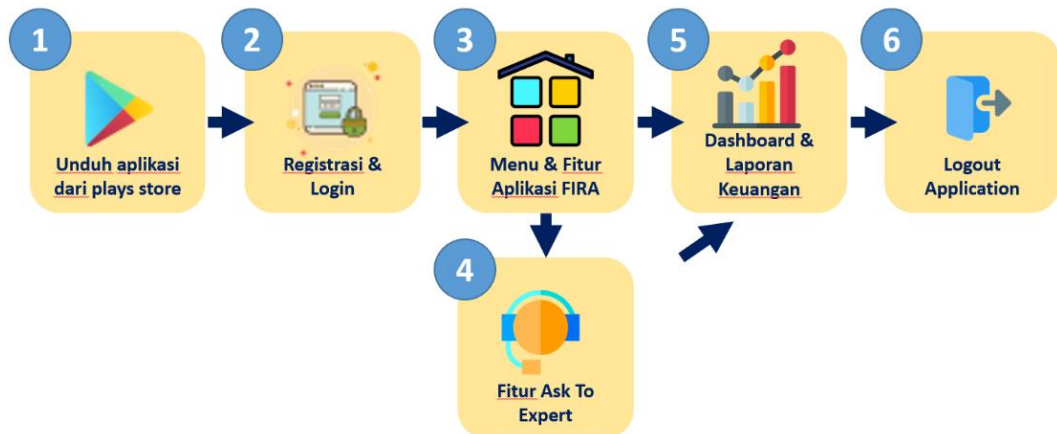 1
Unduh aplikasi
dari plays store
2
Registrasi &
Login
3
Menu & Fitur
Aplikasi FIRA
4
Fitur Ask To
Expert
5
Dashboard &
Laporan
Keuangan
6
Logout
Application